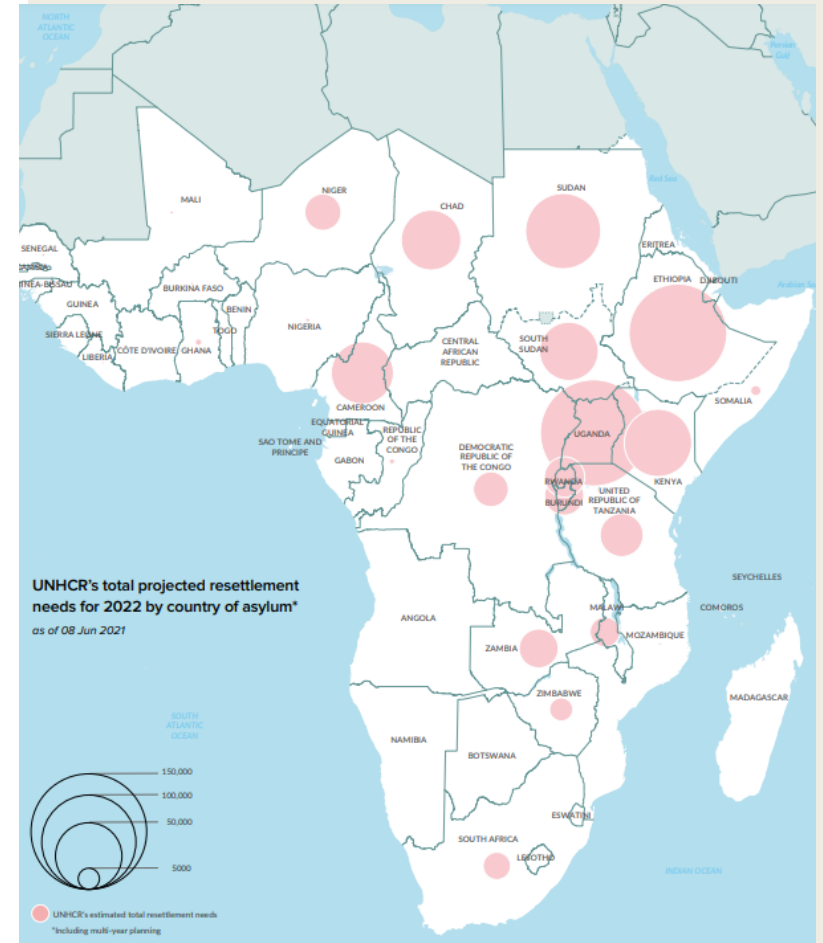 NORTH
ATLANTIC
OCEAN
Persian
Gulf
MALI
NIGER
CHAD
SUDAN
Red Sea
SENEGAL
ERITREA
ETHIOPIA
DJIBOUTI
BURKINA FASO
GUINEA
BENIN
NIGERIA
SIERRA LEONE
TOGO
CÔTE D'IVOIRE
GHANA
LIBERIA
CENTRAL
AFRICAN
REPUBLIC
SOUTH
SUDAN
SOMALIA
CAMEROON
EQUATORIAL
GUINEA
REPUBLIC
OF THE
CONGO
UGANDA
SAO TOME AND
PRINCIPE
GABON
DEMOCRATIC
REPUBLIC OF
THE CONGO
RWANDA
KENYA
BURUNDI
UNITED
REPUBLIC OF
TANZANIA
SEYCHELLES
UNHCR's total projected resettlement
needs for 2022 by country of asylum*
as of 08 Jun 2021
COMOROS
MALAWI
ANGOLA
MOZAMBIQUE
ZAMBIA
ZIMBABWE
MADAGASCAR
SOUTH
ATLANTIC
OCEAN
NAMIBIA
BOTSWANA
150,000
100,000
50,000
5000
ESWATINI
SOUTH AFRICA
LESOTHO
INDIAN OCEAN
UNHCR's estimated total resettlement needs
*Including multi-year planning